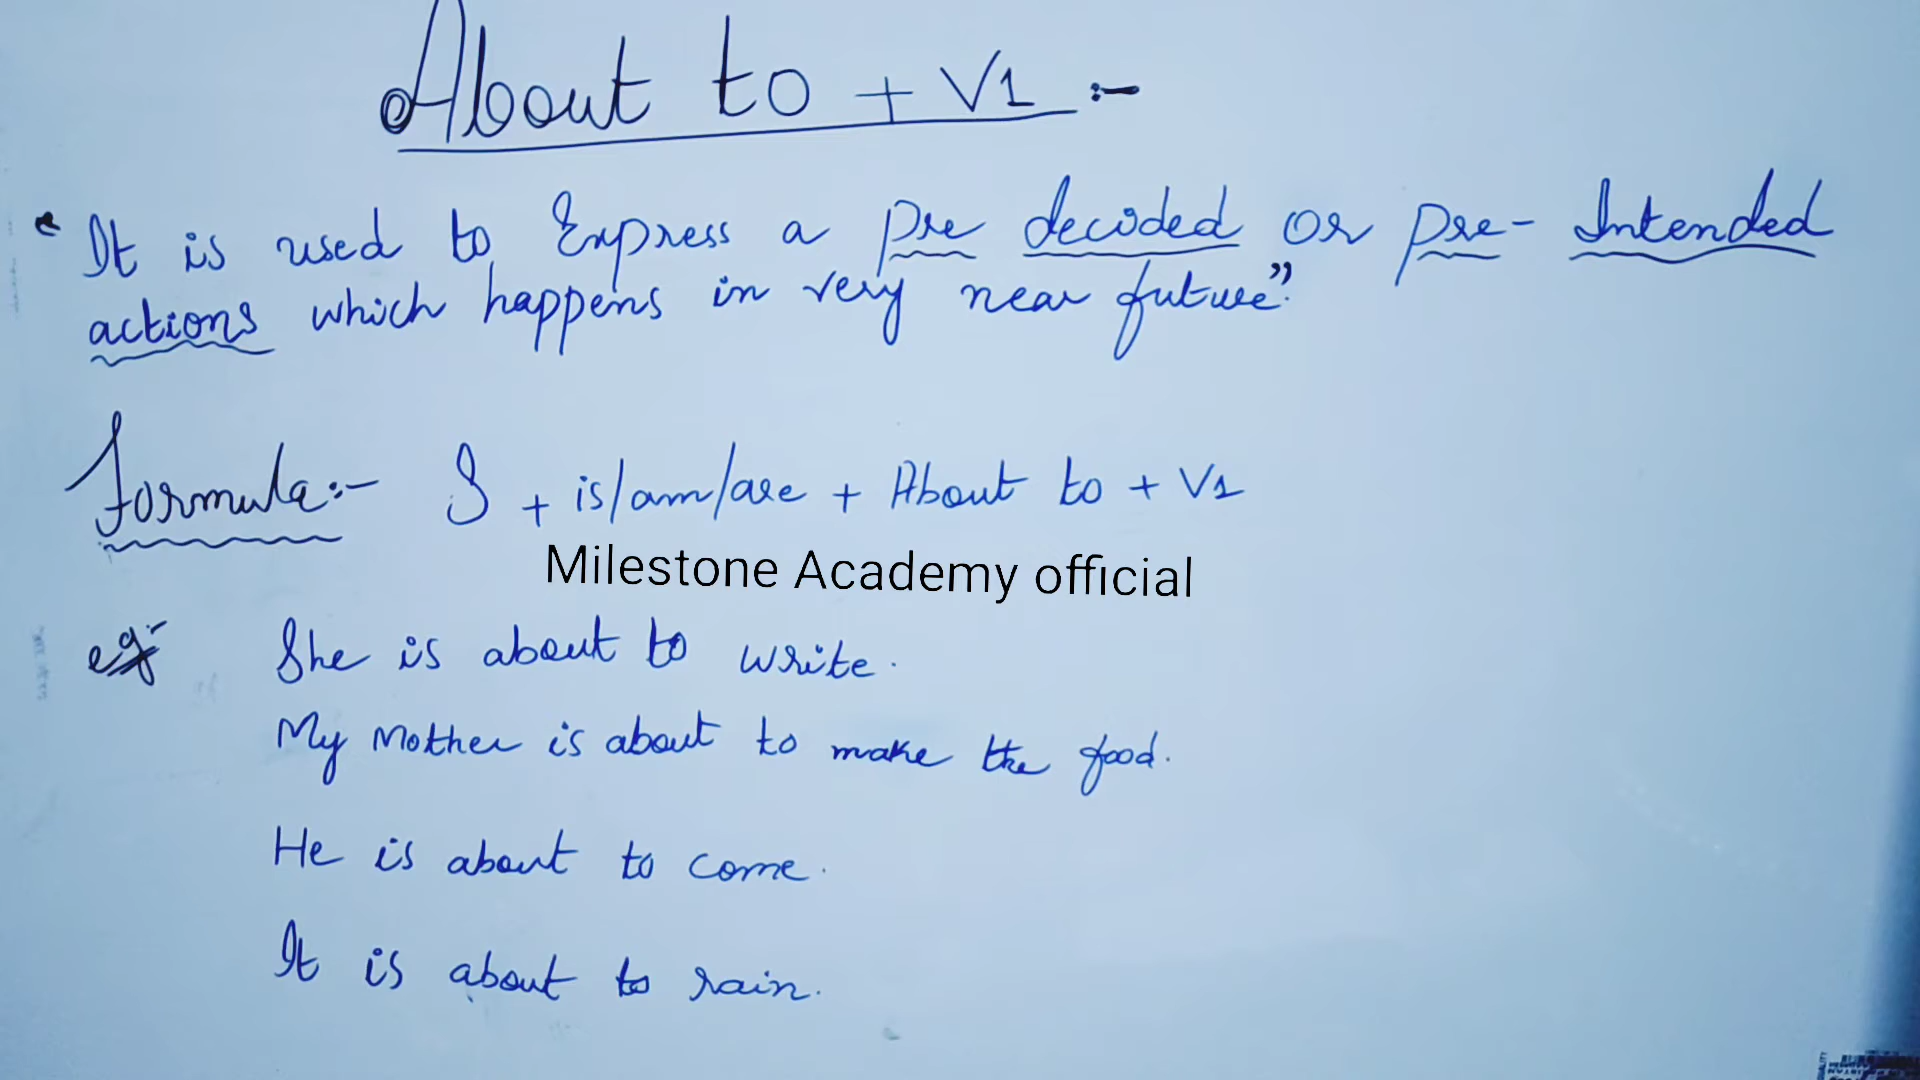 About to + V1 :-
"It is used to Express a pre decided or pre- Intended
actions which happens in very near future".
Formula:- S + is/am/are + About to + V1
Milestone Academy official
eg:- She is about to write.
My Mother is about to make the food.
He is about to come.
It is about to rain.